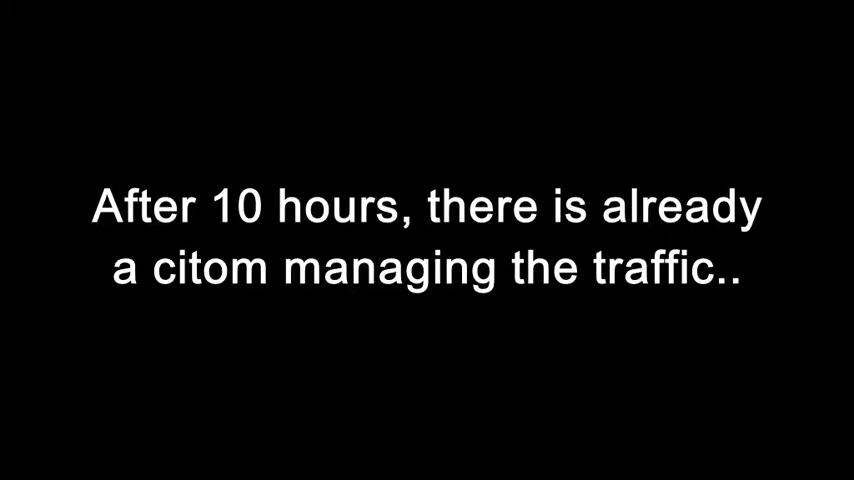 After 10 hours, there is already
a citom managing the traffic..